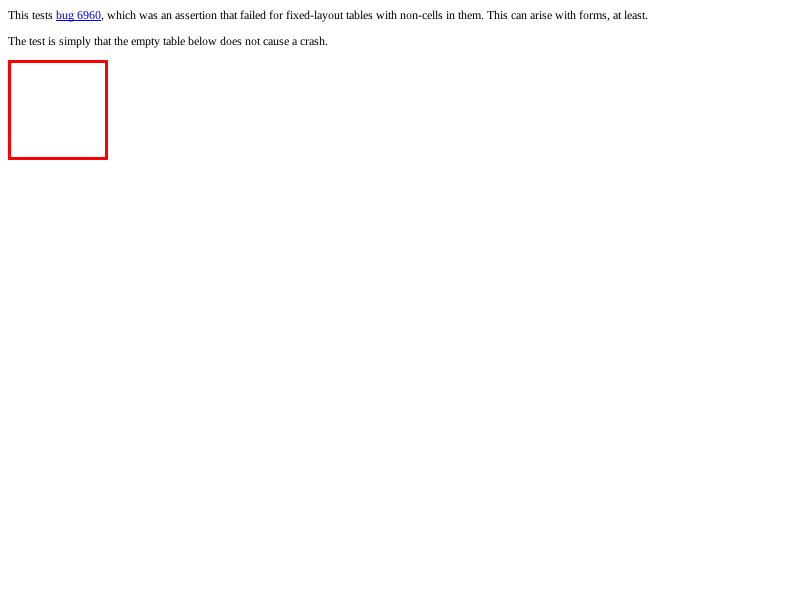 This tests bug 6960, which was an assertion that failed for fixed-layout tables with non-cells in them. This can arise with forms, at least.
The test is simply that the empty table below does not cause a crash.